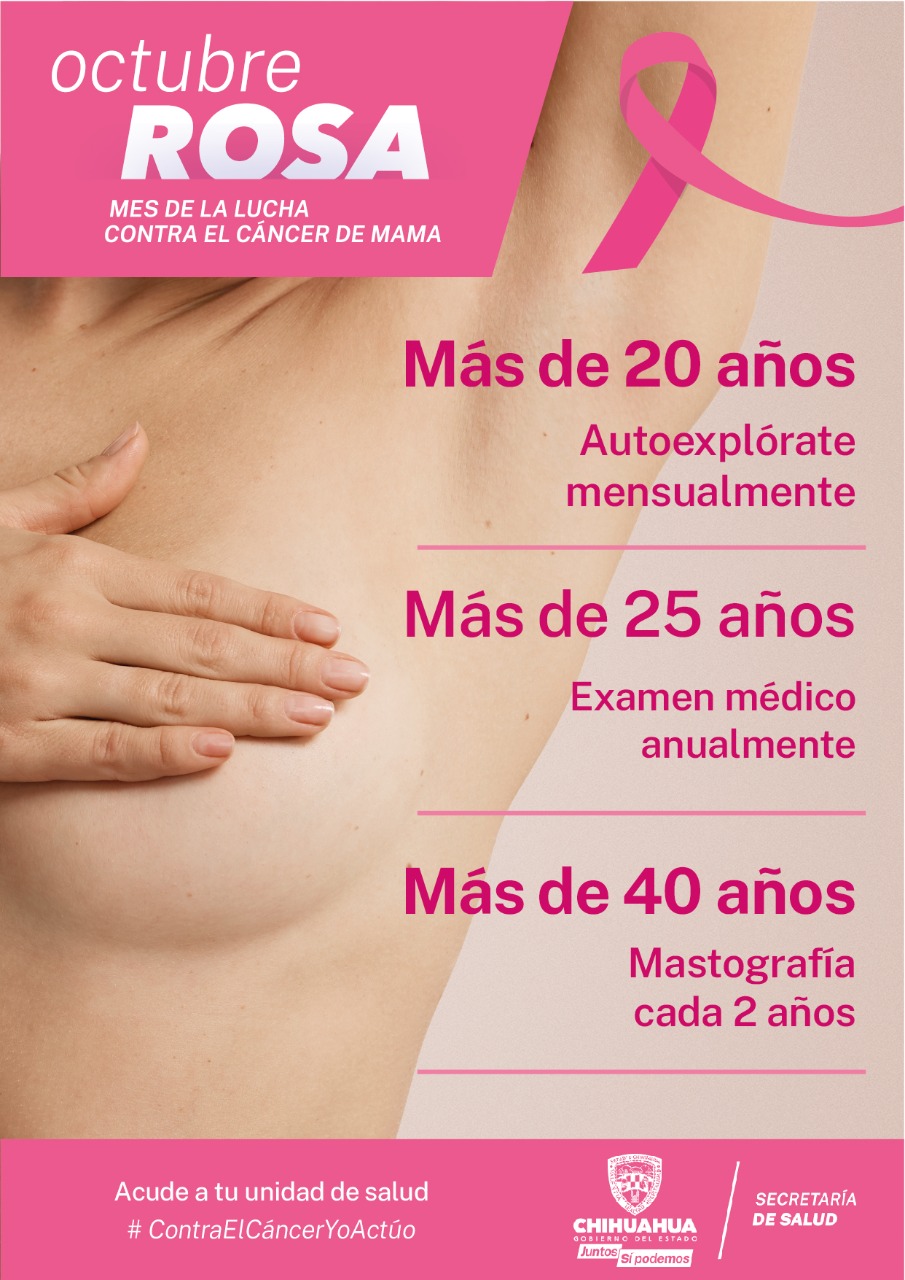 octubre
ROSA
MES DE LA LUCHA
CONTRA EL CÁNCER DE MAMA
Más de 20 años
Autoexplórate
mensualmente
Más de 25 años
Examen médico
anualmente
Más de 40 años
Mastografía
cada 2 años
Acude a tu unidad de salud
# ContraElCáncerYoActúo
CHIHUAHUA
GOBIERNO DEL ESTADO
Juntos
Sí podemos
SECRETARÍA
DE SALUD